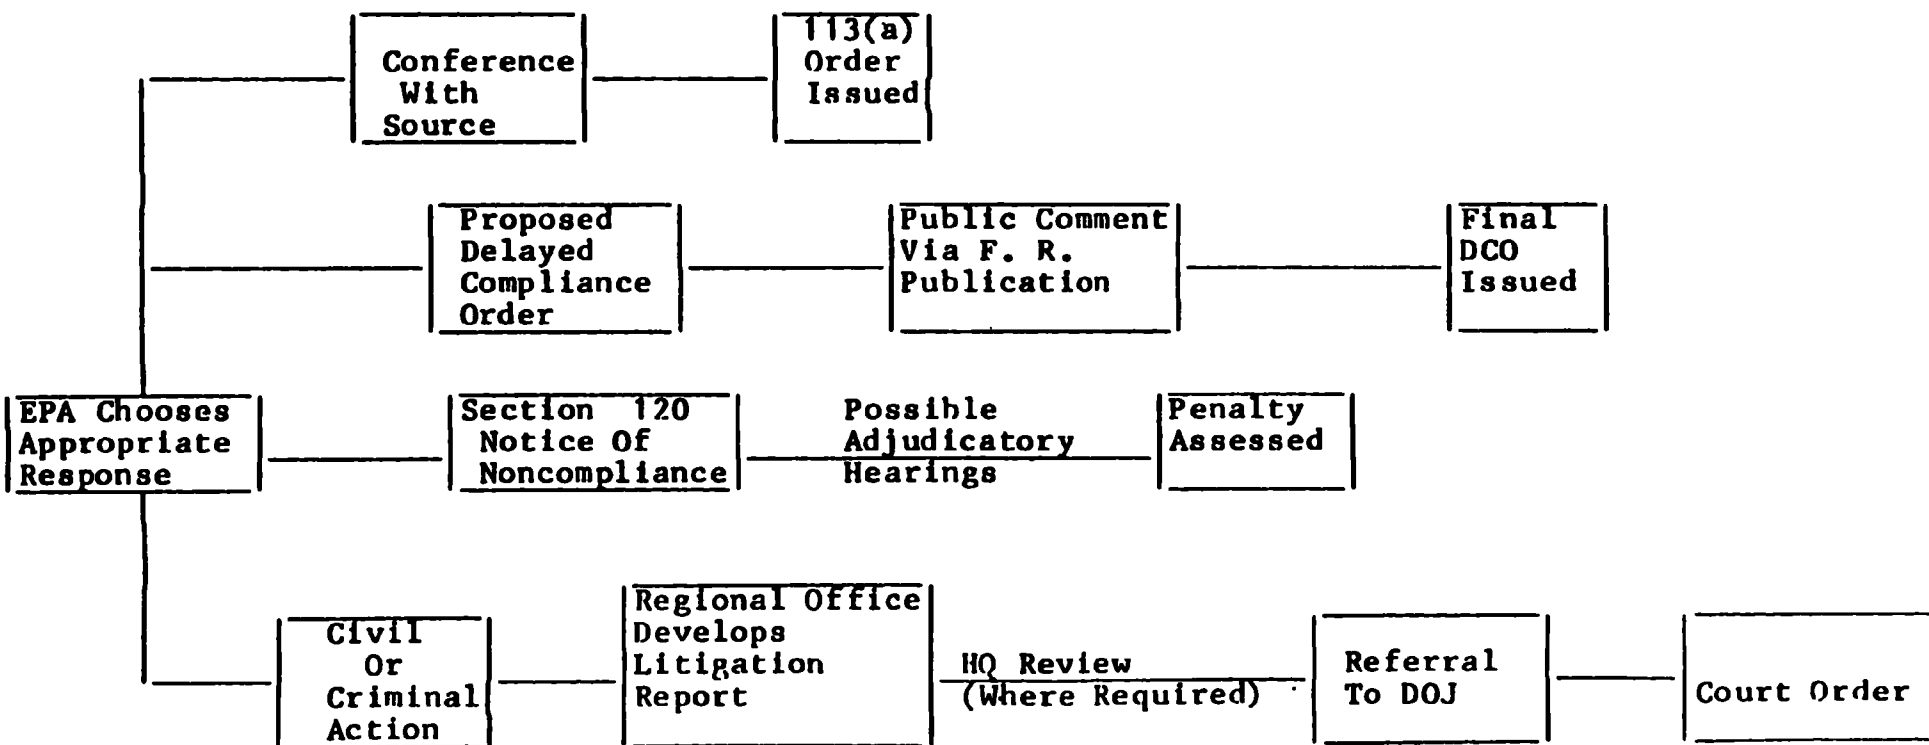 Conference
With
Source
113(a)
Order
Issued
Proposed
Delayed
Compliance
Order
Public Comment
Via F. R.
Publication
Final
DCO
Issued
EPA Chooses
Appropriate
Response
Section 120
Notice Of
Noncompliance
Possible
Adjudicatory
Hearings
Penalty
Assessed
Civil
Or
Criminal
Action
Regional Office
Develops
Litigation
Report
HQ Review
(Where Required)
Referral
To DOJ
Court Order